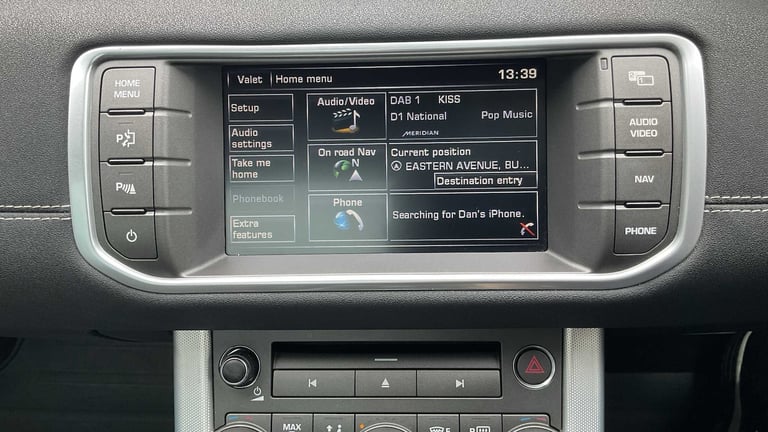 HOME
MENU
P
P
Valet
Home menu
13:39
Setup
Audio
settings
Take me
home
Phonebook
Extra
features
Audio/Video
On road Nav
N
Phone
DAB 1 KISS
D1 National Pop Music
MERIDIAN
Current position
EASTERN AVENUE, BU...
Destination entry
Searching for Dan's iPhone.
AUDIO
VIDEO
NAV
PHONE
MAX